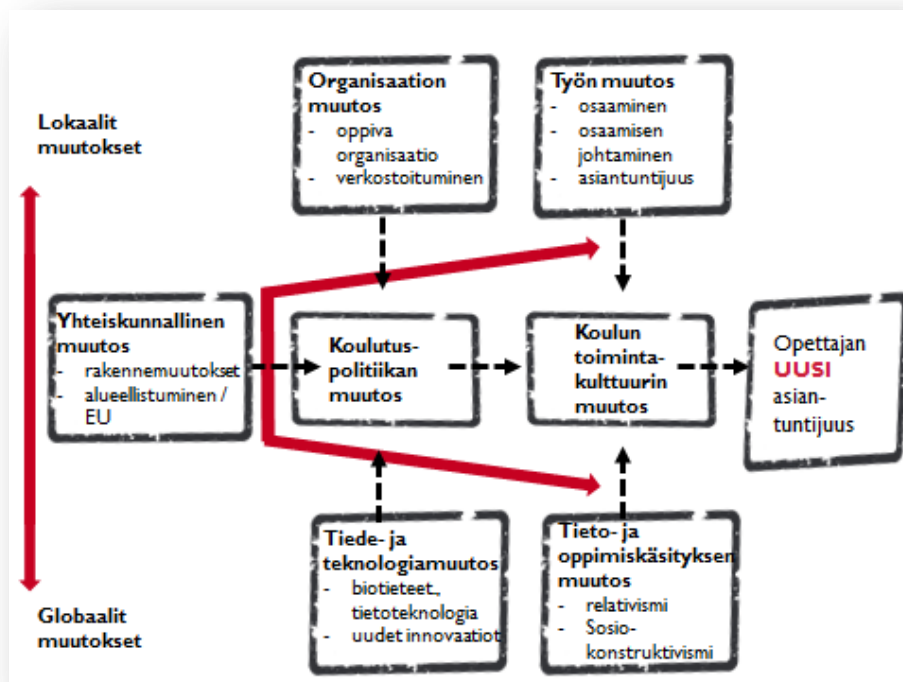 Organisaation
muutos
- oppiva
organisaatio
- verkostoituminen
Työn muutos
- osaaminen
- osaamisen
johtaminen
- asiantuntijuus
Lokaalit
muutokset
Yhteiskunnallinen
muutos
- rakennemuutokset
- alueellistuminen /
EU
Koulutus-
politiikan
muutos
Koulun
toiminta-
kulttuurin
muutos
Opettajan
UUSI
asian-
tuntijuus
Tiede- ja
teknologiamuutos
- biotieteet.,
tietoteknologia
- uudet innovaatiot
Tieto- ja
oppimiskäsityksen
muutos
- relativismi
- Sosio-
konstruktivismi
Globaalit
muutokset